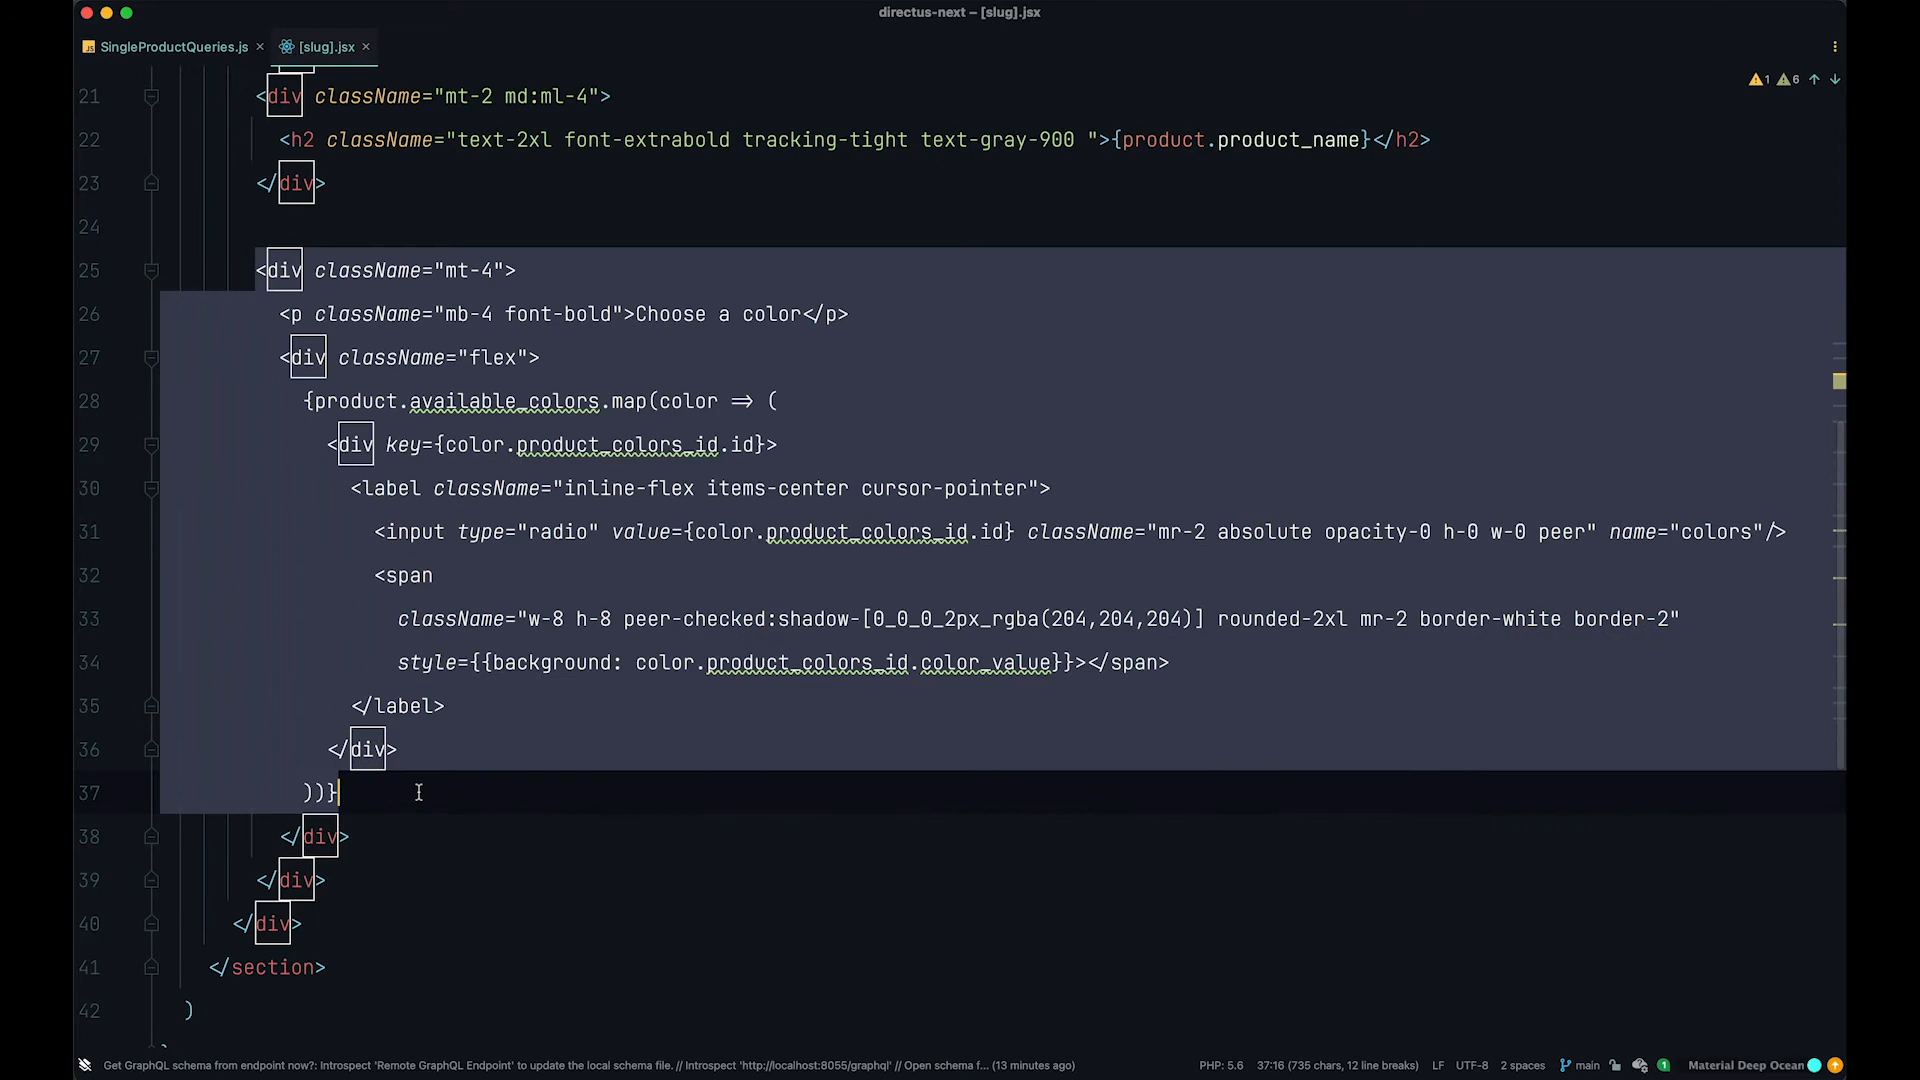 directus-next – [slug].jsx
JS SingleProductQueries.js × [slug].jsx ×
1 6
21 <div className="mt-2 md:ml-4">
22 <h2 className="text-2xl font-extrabold tracking-tight text-gray-900 ">{product.product_name}</h2>
23 </div>
24
25 <div className="mt-4">
26 <p className="mb-4 font-bold">Choose a color</p>
27 <div className="flex">
28 {product.available_colors.map(color => (
29 <div key={color.product_colors_id.id}>
30 <label className="inline-flex items-center cursor-pointer">
31 <input type="radio" value={color.product_colors_id.id} className="mr-2 absolute opacity-0 h-0 w-0 peer" name="colors"/>
32 <span
33 className="w-8 h-8 peer-checked:shadow-[0_0_0_2px_rgba(204,204,204)] rounded-2xl mr-2 border-white border-2"
34 style={{background: color.product_colors_id.color_value}}></span>
35 </label>
36 </div>
37 ))}
38 </div>
39 </div>
40 </div>
41 </section>
42 )
Get GraphQL schema from endpoint now?: Introspect 'Remote GraphQL Endpoint' to update the local schema file. // Introspect 'http://localhost:8055/graphql' // Open schema f... (13 minutes ago) PHP: 5.6 37:16 (735 chars, 12 line breaks) LF UTF-8 2 spaces main 1 Material Deep Ocean